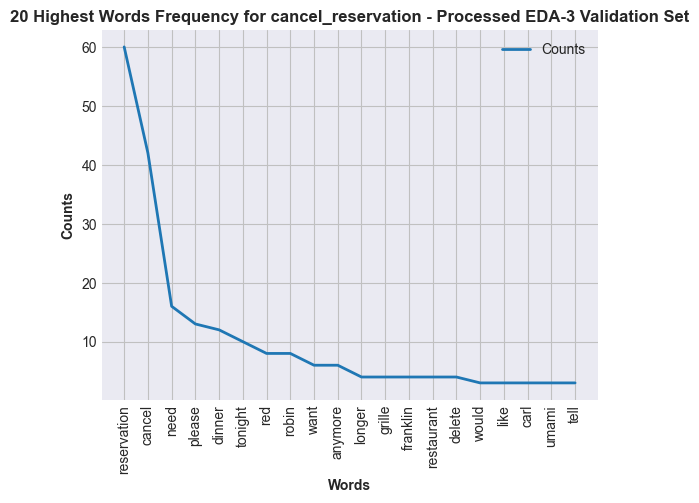 20 Highest Words Frequency for cancel_reservation - Processed EDA-3 Validation Set
Counts
60
50
40
30
20
10
Counts
reservation
cancel
need
please
dinner
tonight
red
robin
want
anymore
longer
grille
franklin
restaurant
delete
would
like
carl
umami
tell
Words